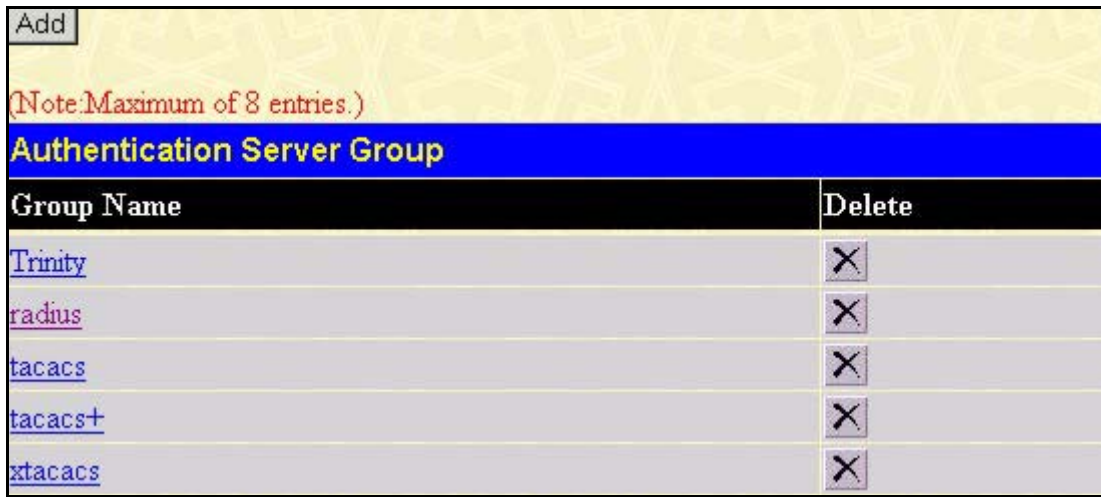 Add
(Note:Maximum of 8 entries.)
Authentication Server Group
Group Name Delete
Trinity
radius
tacacs
tacacs+
xtacacs